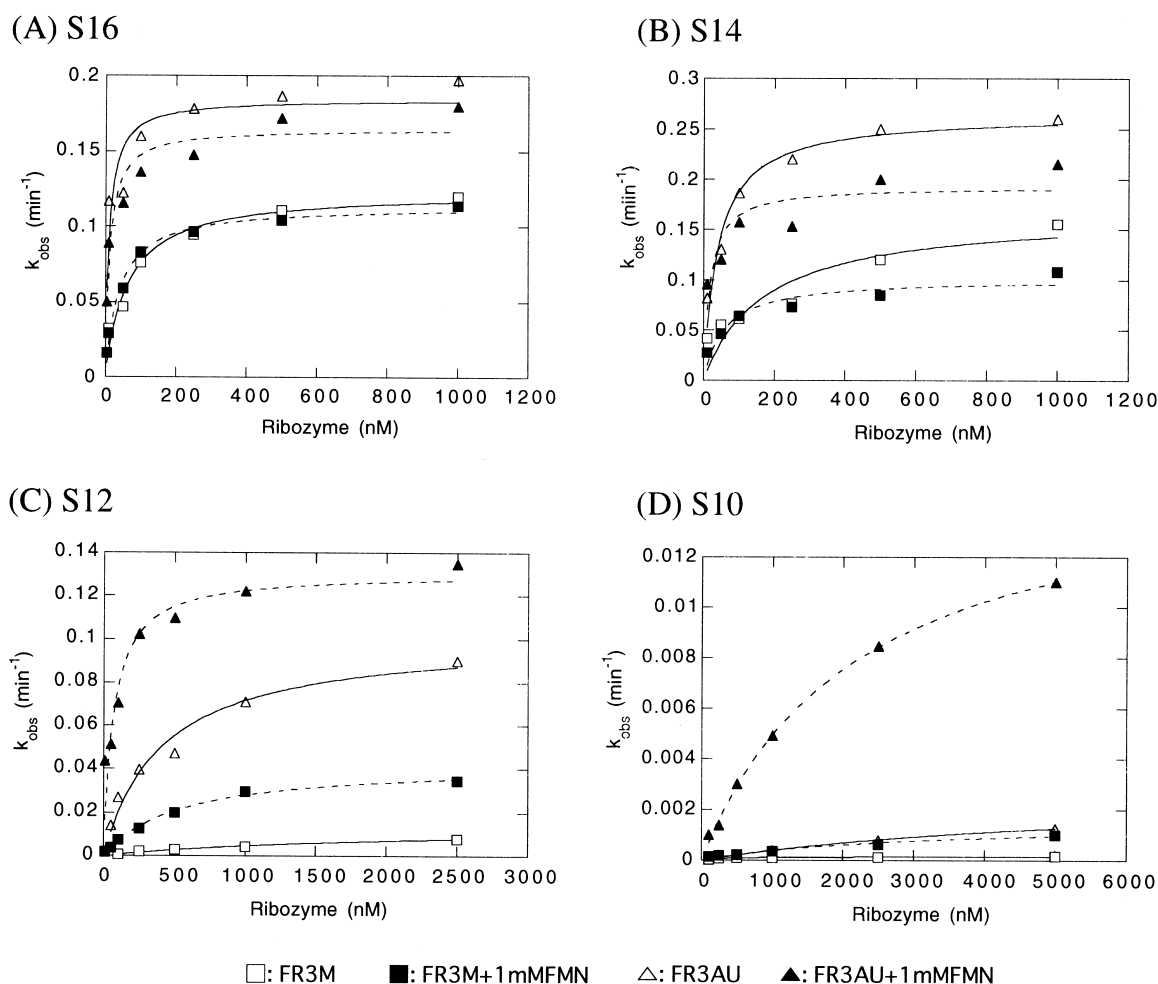 (A) S16
0.2
0.15
0.1
0.05
0
k obs (min-1)
0 200 400 600 800 1000 1200
Ribozyme (nM)
(B) S14
0.3
0.25
0.2
0.15
0.1
0.05
0
k obs (miin-1)
0 200 400 600 800 1000 1200
Ribozyme (nM)
(C) S12
0.14
0.12
0.1
0.08
0.06
0.04
0.02
0
k obs (min-1)
0 500 1000 1500 2000 2500 3000
Ribozyme (nM)
(D) S10
0.012
0.01
0.008
0.006
0.004
0.002
0
k obs (min-1)
0 1000 2000 3000 4000 5000 6000
Ribozyme (nM)
□: FR3M ■: FR3M+1mMFMN △: FR3AU ▲: FR3AU+1mMFMN